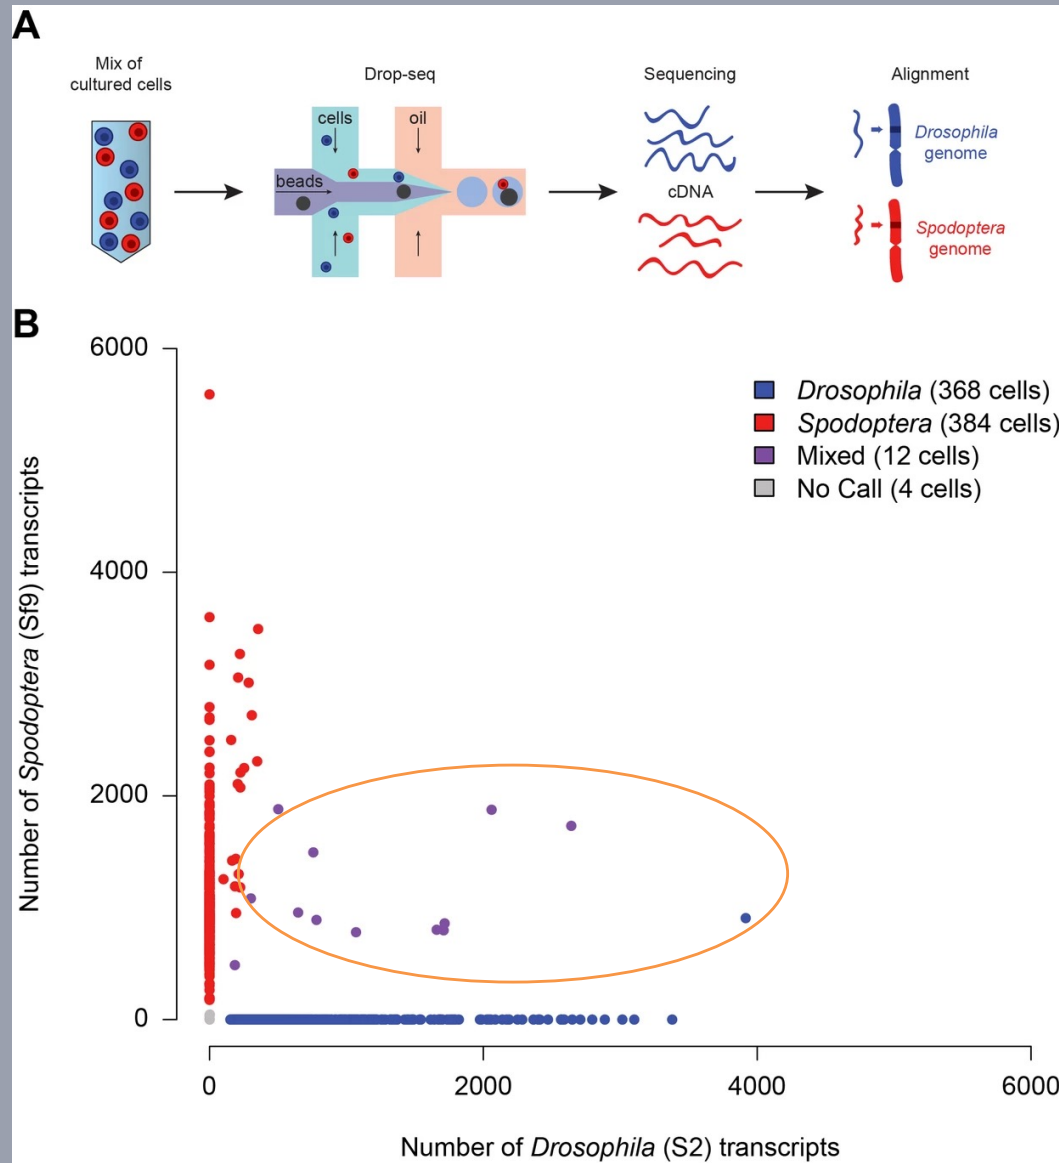 A
Mix of
cultured cells
Drop-seq
Sequencing
Alignment
cells
oil
beads
cDNA
Drosophila
genome
Spodoptera
genome
B
6000
4000
2000
0
Number of Spodoptera (Sf9) transcripts
Drosophila (368 cells)
Spodoptera (384 cells)
Mixed (12 cells)
No Call (4 cells)
0
2000
4000
6000
Number of Drosophila (S2) transcripts